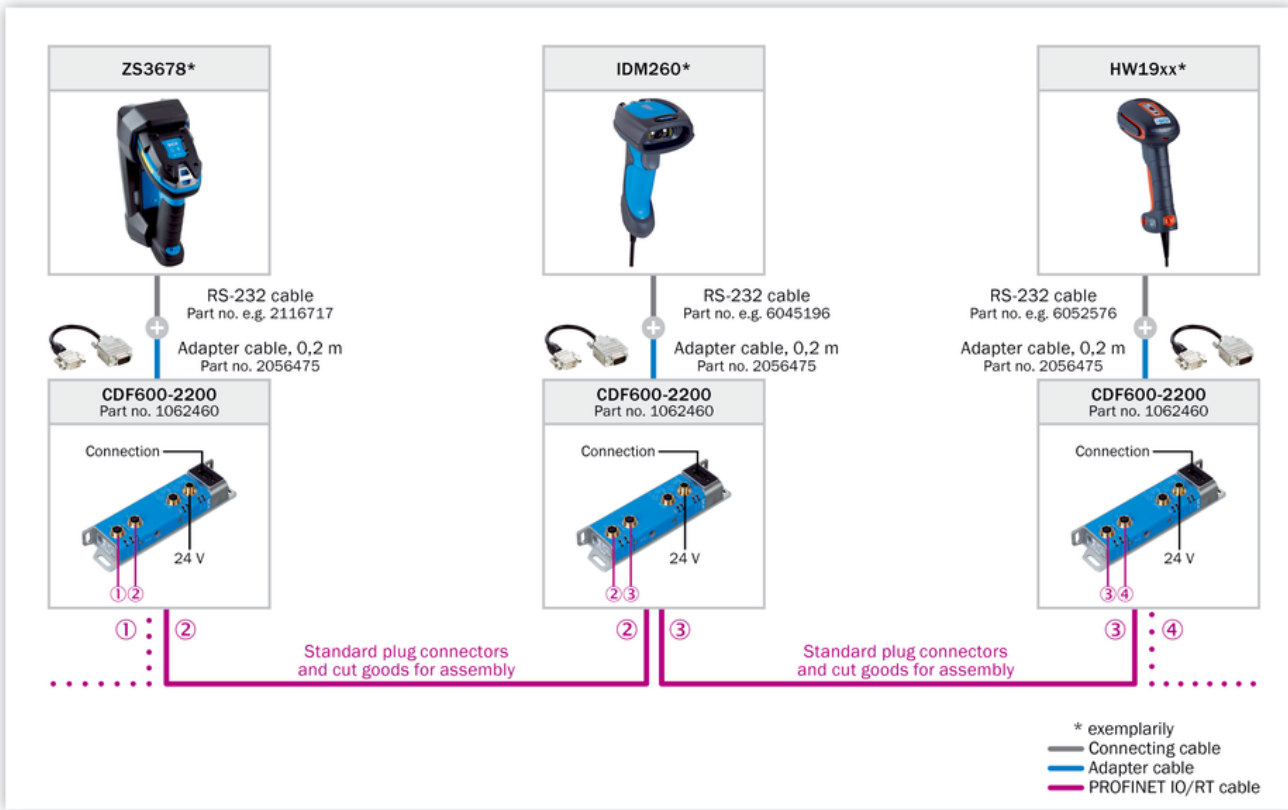 ZS3678*
IDM260*
HW19xx*
RS-232 cable
Part no. e.g. 2116717
RS-232 cable
Part no. e.g. 6045196
RS-232 cable
Part no. e.g. 6052576
Adapter cable, 0,2 m
Part no. 2056475
Adapter cable, 0,2 m
Part no. 2056475
Adapter cable, 0,2 m
Part no. 2056475
CDF600-2200
Part no. 1062460
CDF600-2200
Part no. 1062460
CDF600-2200
Part no. 1062460
Connection
24 V
①②
Connection
24 V
②③
Connection
24 V
③④
① ②
② ③
③ ④
Standard plug connectors
and cut goods for assembly
Standard plug connectors
and cut goods for assembly
* exemplarily
Connecting cable
Adapter cable
PROFINET IO/RT cable